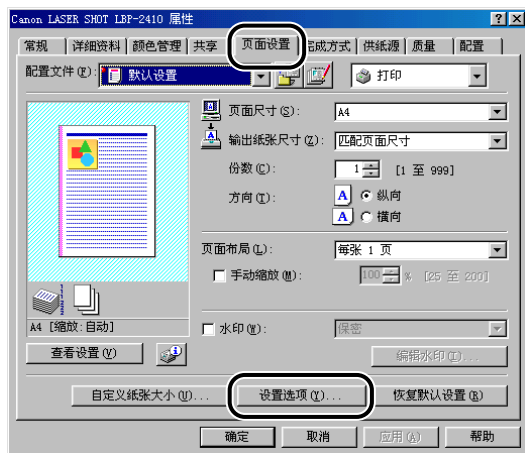 Canon LASER SHOT LBP-2410 属性
常规 详细资料 颜色管理 共享 页面设置 完成方式 供纸源 质量 配置
配置文件(F): 默认设置 打印
页面尺寸(S): A4
输出纸张尺寸(Z): 匹配页面尺寸
份数(C): 1 [1 至 999]
方向(T): A 纵向
A 横向
页面布局(L): 每张 1 页
手动缩放(M): 100 % [25 至 200]
A4 [缩放:自动]
水印(W): 保密
查看设置(V) 编辑水印(I)...
自定义纸张大小(U)... 设置选项(Y)... 恢复默认设置(R)
确定 取消 应用(A) 帮助